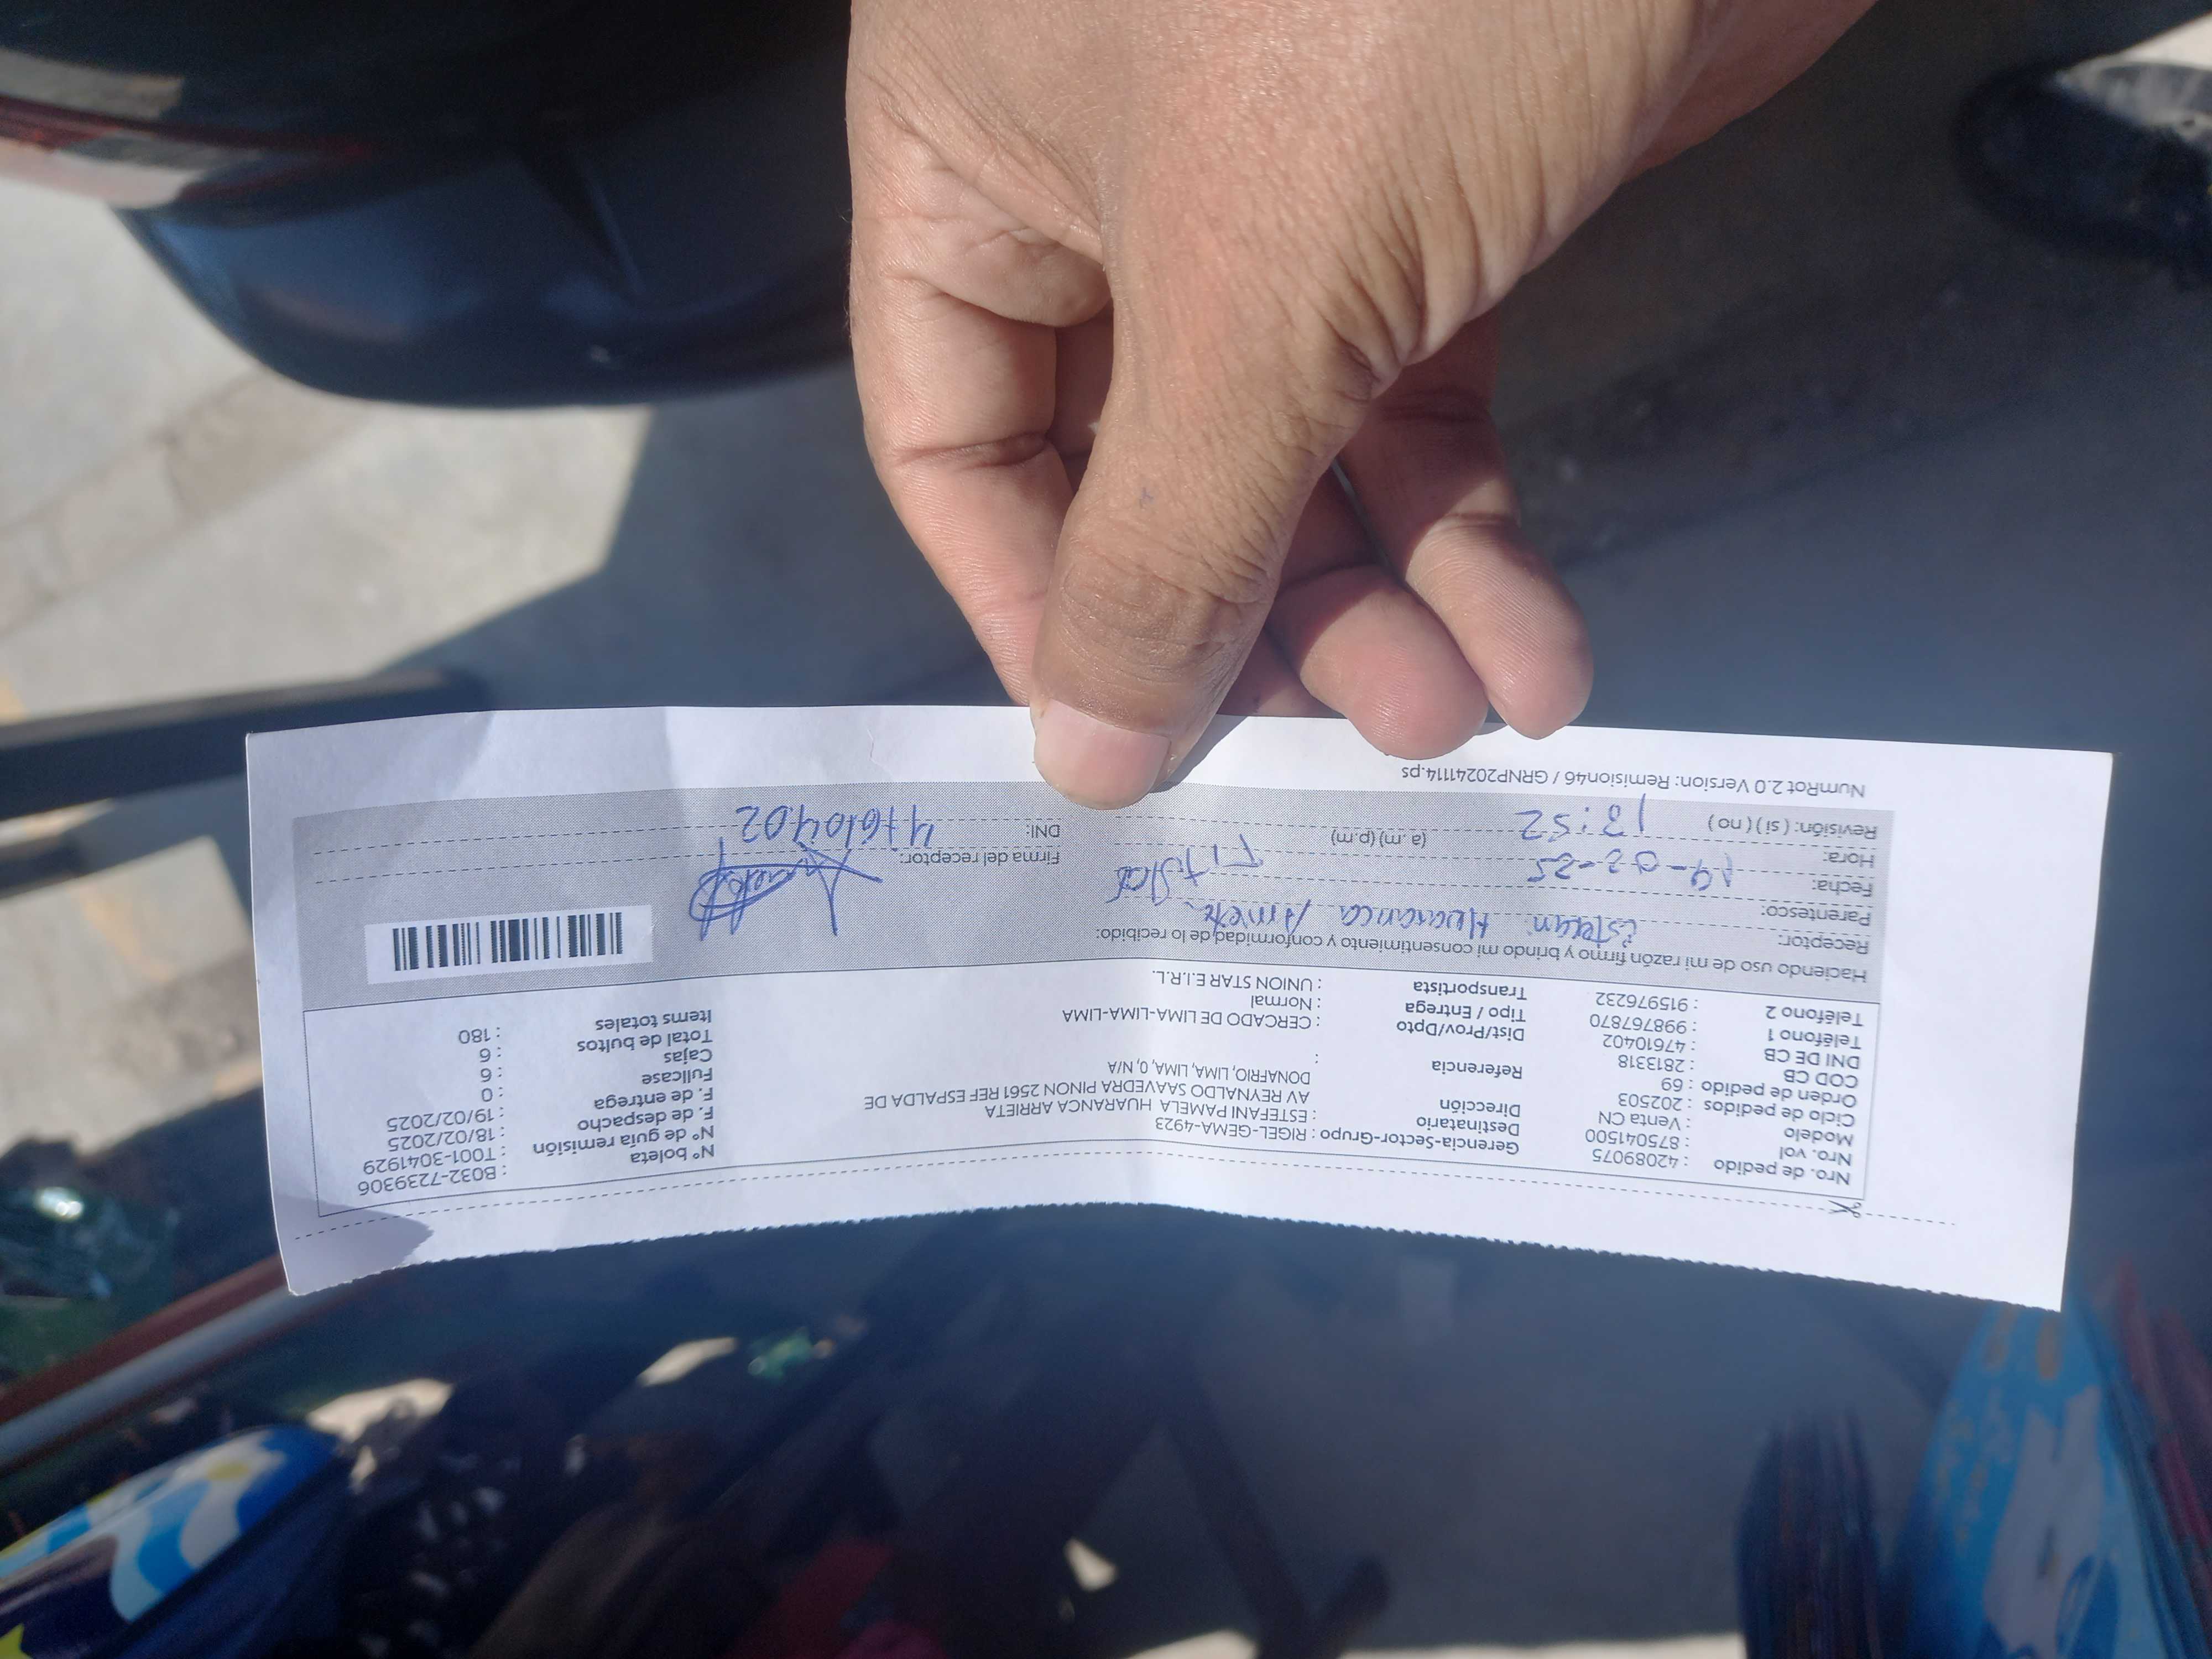 Nro. de pedido : 42089075
Nro. vol : 875041500
Modelo : Venta CN
Ciclo de pedidos : 202503
Orden de pedido : 69
COD CB : 2813318
DNI DE CB : 47610402
Teléfono 1 : 998767870
Teléfono 2 : 915976232
Gerencia-Sector-Grupo : RIGEL-GEMA-4923
Destinatario : ESTEFANI PAMELA HUARANCA ARRIETA
Dirección AV REYNALDO SAAVEDRA PINON 2561 REF ESPALDA DE
DONAFRIO, LIMA, LIMA, 0, N/A
Referencia :
Dist/Prov/Dpto : CERCADO DE LIMA-LIMA-LIMA
Tipo / Entrega : Normal
Transportista : UNION STAR E.I.R.L.
N° boleta : B032-7239306
N° de guía remisión : T001-3041929
F. de despacho : 18/02/2025
F. de entrega : 19/02/2025
Fullcase : 0
Cajas : 6
Total de bultos : 6
Items totales : 180
Haciendo uso de mi razón firmo y brindo mi consentimiento y conformidad de lo recibido:
Receptor: Huaranca
Parentesco: Titular
Fecha: 19-02-25
Hora: 13:52 (a.m) (p.m)
Revisión: ( si ) ( no )
Firma del receptor:
DNI: 47610402
NumRot 2.0 Version: Remision46 / GRNP20241114.ps